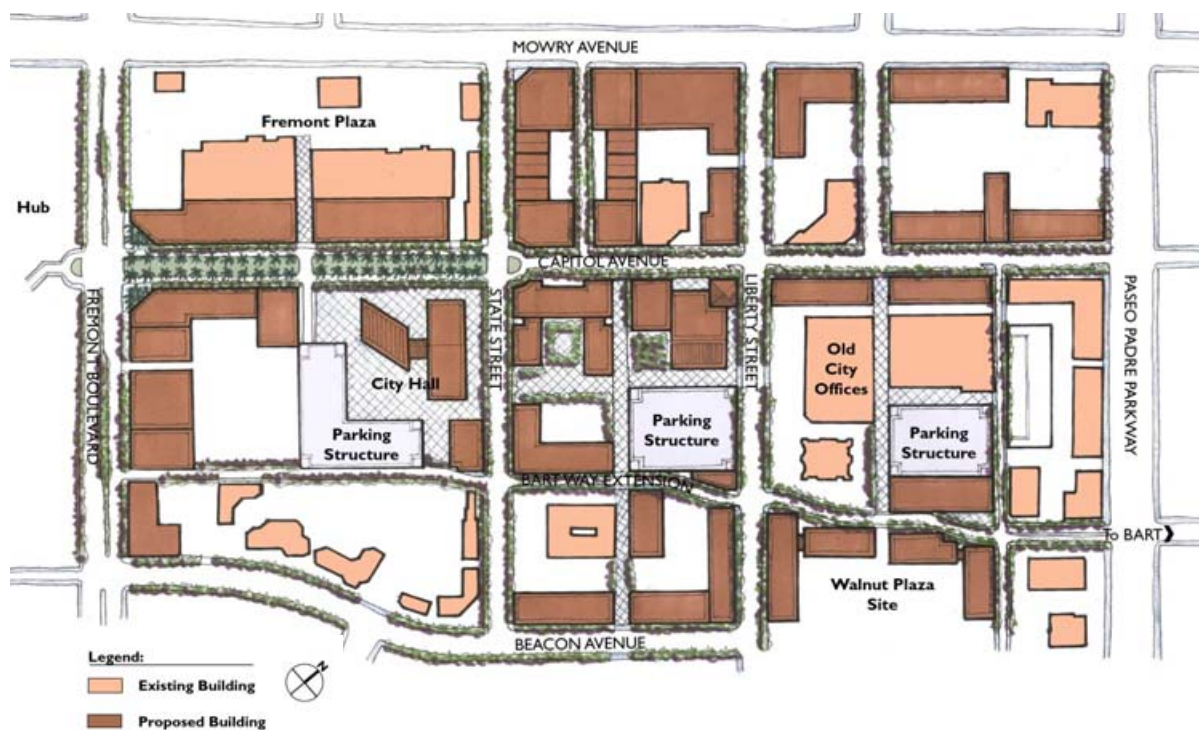 MOWRY AVENUE
Fremont Plaza
Hub
CAPITOL AVENUE
FREMONT BOULEVARD
STATE STREET
LIBERTY STREET
PASEO PADRE PARKWAY
City Hall
Old
City
Offices
Parking
Structure
Parking
Structure
Parking
Structure
BART WAY EXTENSION
To BART
Walnut Plaza
Site
BEACON AVENUE
Legend:
Existing Building
Proposed Building
N